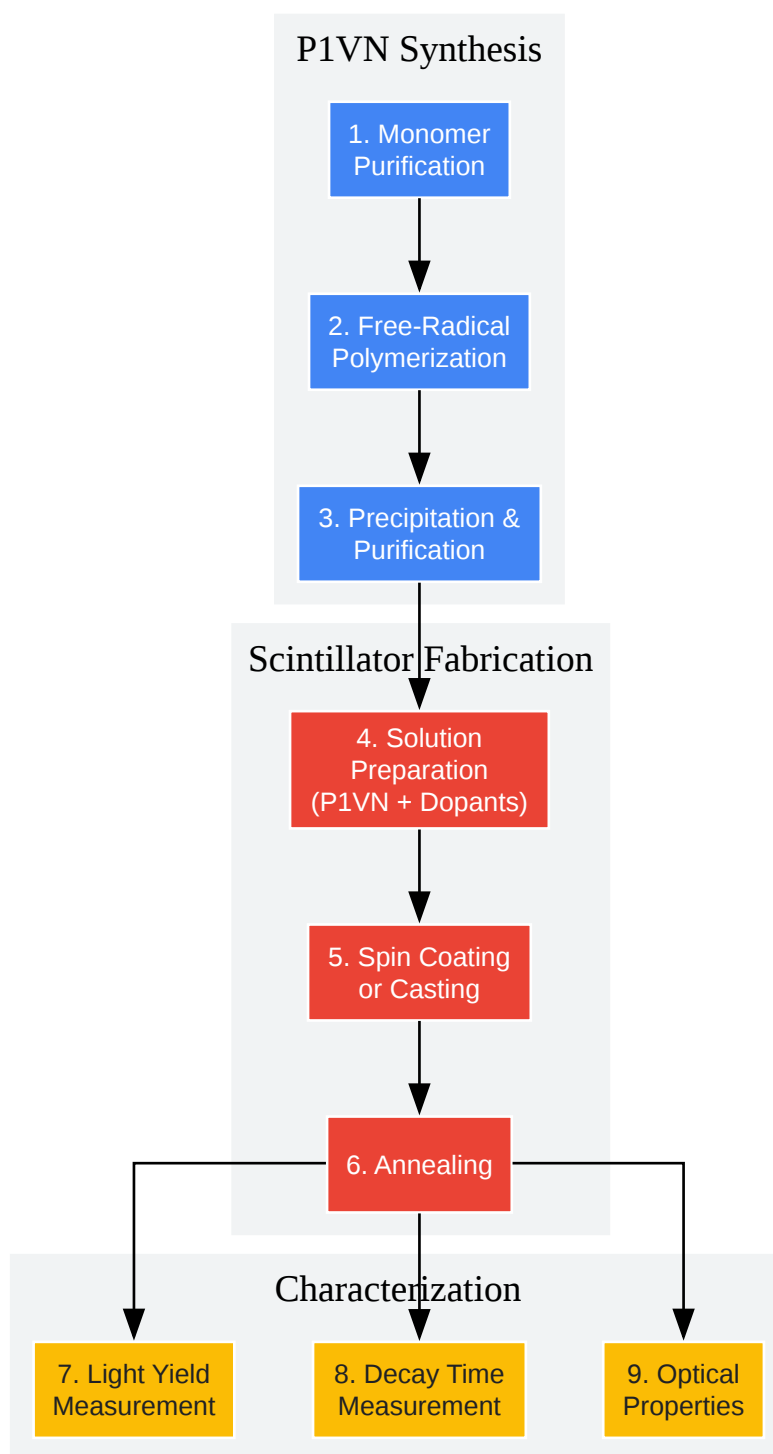 P1VN Synthesis
1. Monomer
Purification
2. Free-Radical
Polymerization
3. Precipitation &
Purification
Scintillator Fabrication
4. Solution
Preparation
(P1VN + Dopants)
5. Spin Coating
or Casting
6. Annealing
Characterization
7. Light Yield
Measurement
8. Decay Time
Measurement
9. Optical
Properties